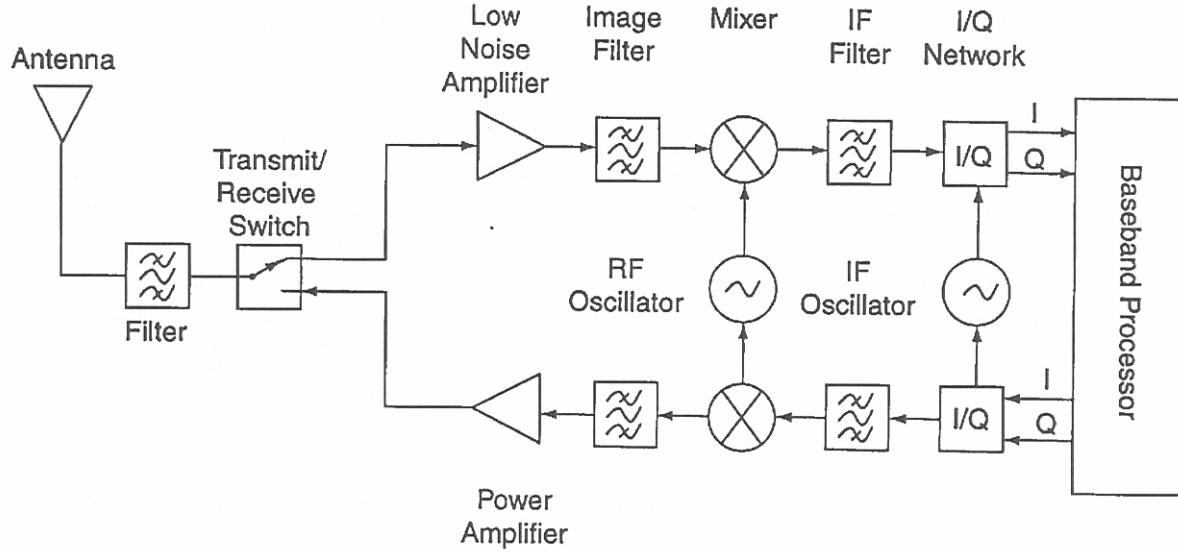 Low
Noise
Amplifier
Image
Filter
Mixer
IF
Filter
I/Q
Network
Antenna
Transmit/
Receive
Switch
I
Q
I/Q
Baseband Processor
RF
Oscillator
IF
Oscillator
Filter
I
Q
I/Q
Power
Amplifier